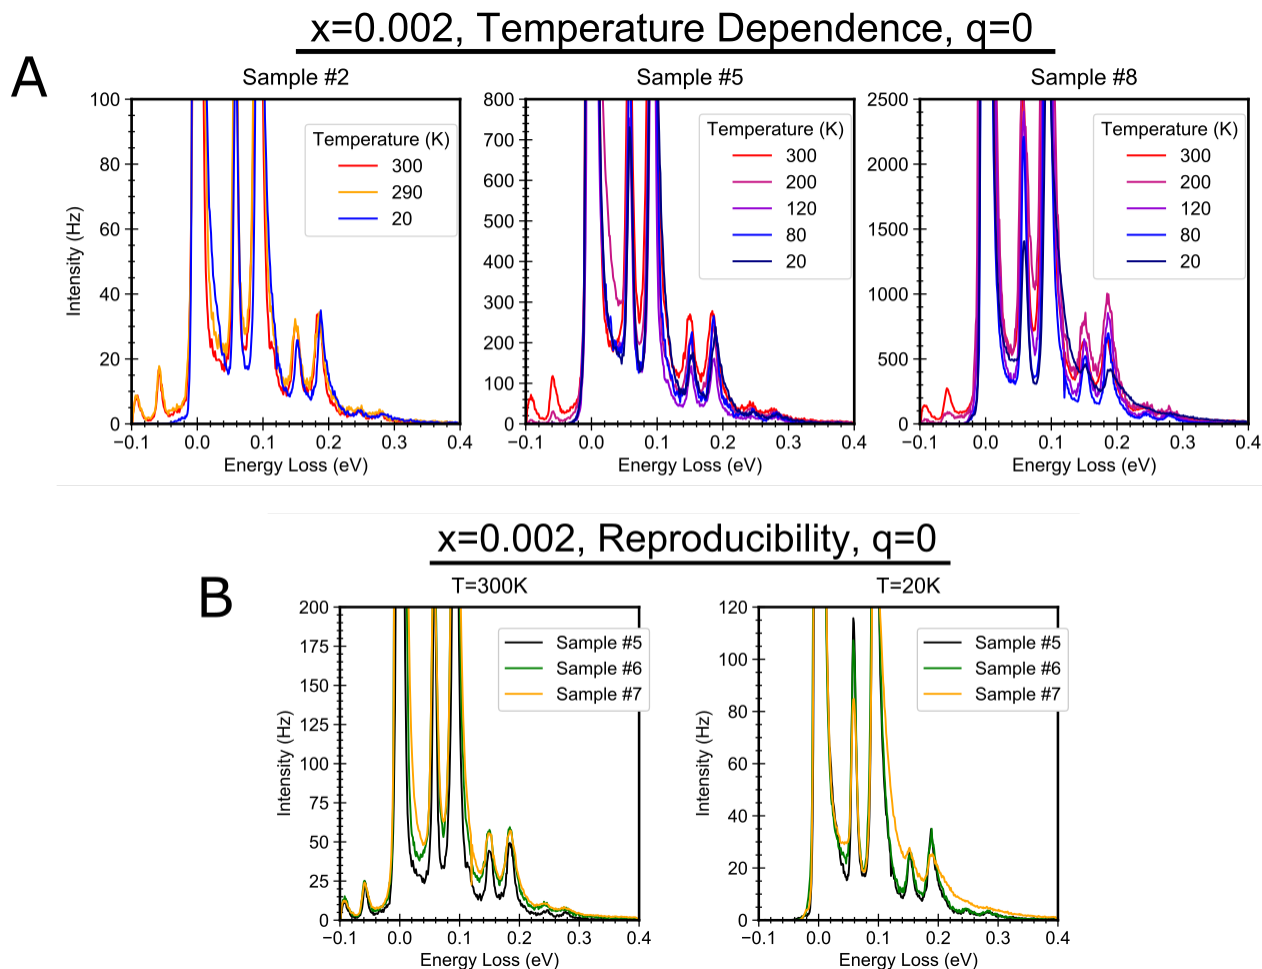 x=0.002, Temperature Dependence, q=0
A
Sample #2
100
80
60
40
20
0
Intensity (Hz)
−0.1 0.0 0.1 0.2 0.3 0.4
Energy Loss (eV)
Temperature (K)
300
290
20
Sample #5
800
700
600
500
400
300
200
100
0
−0.1 0.0 0.1 0.2 0.3 0.4
Energy Loss (eV)
Temperature (K)
300
200
120
80
20
Sample #8
2500
2000
1500
1000
500
0
−0.1 0.0 0.1 0.2 0.3 0.4
Energy Loss (eV)
Temperature (K)
300
200
120
80
20
x=0.002, Reproducibility, q=0
B
T=300K
200
175
150
125
100
75
50
25
0
Intensity (Hz)
−0.1 0.0 0.1 0.2 0.3 0.4
Energy Loss (eV)
Sample #5
Sample #6
Sample #7
T=20K
120
100
80
60
40
20
0
Intensity (Hz)
−0.1 0.0 0.1 0.2 0.3 0.4
Energy Loss (eV)
Sample #5
Sample #6
Sample #7